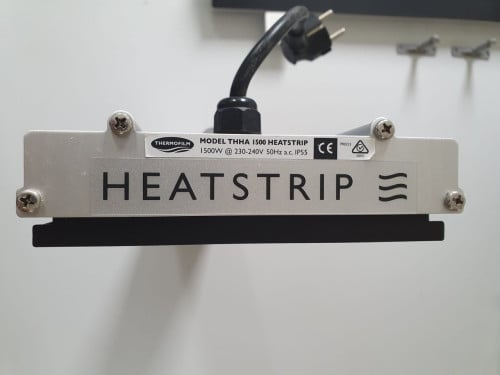 THERMOFILM
MODEL THHA 1500 HEATSTRIP
1500W @ 230-240V 50Hz a.c. IP55
CE
HEATSTRIP